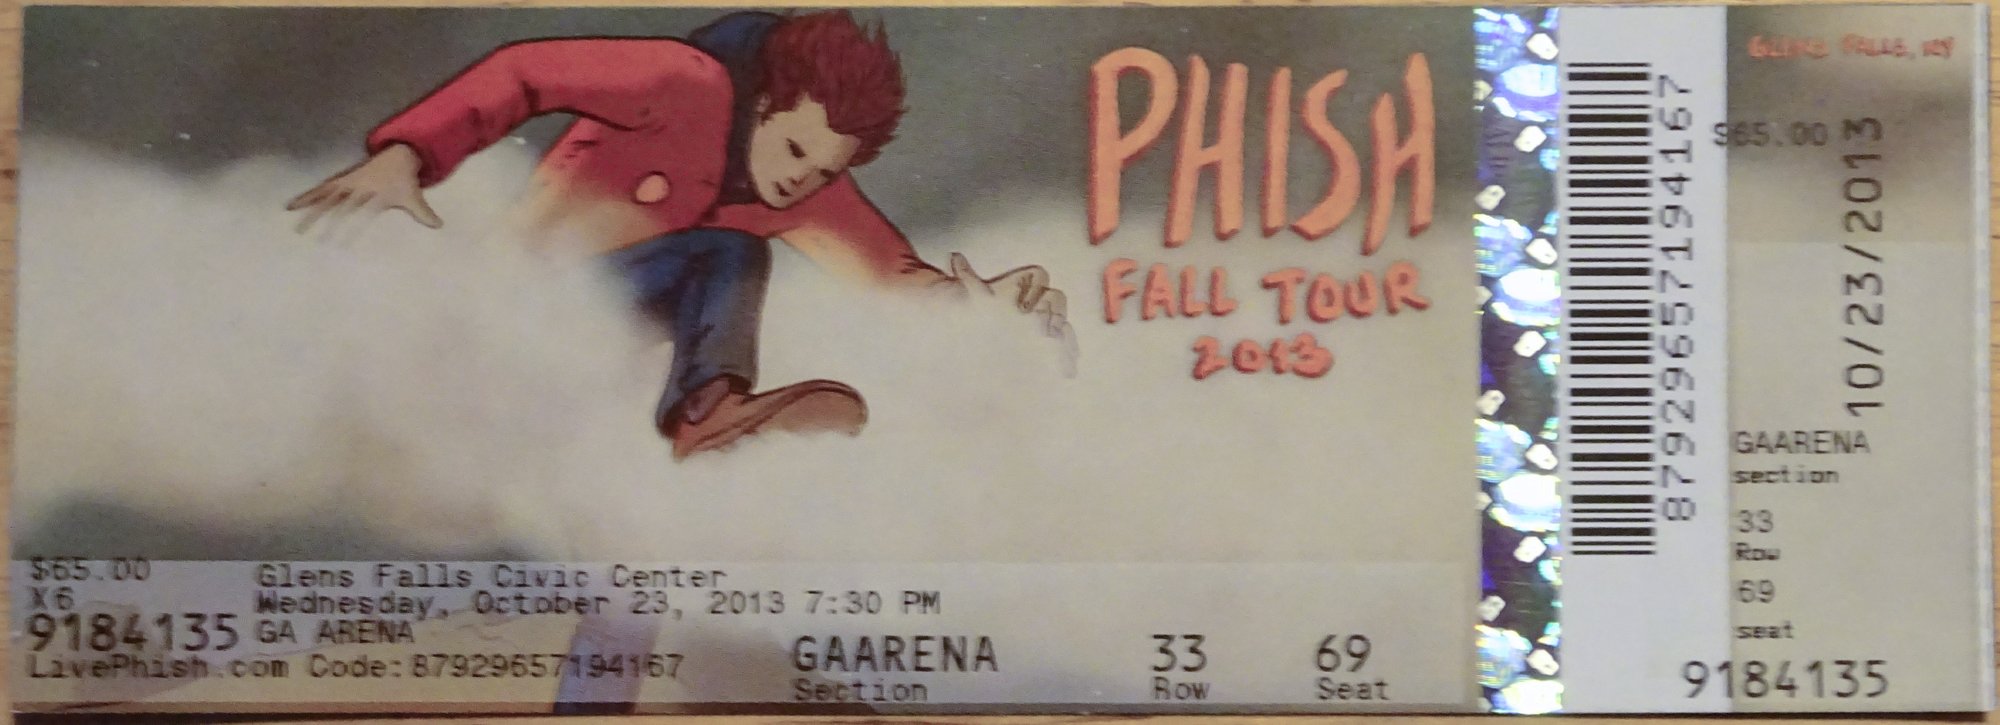 PHISH
FALL TOUR
2013
$65.00
X6
9184135
Glens Falls Civic Center
Wednesday, October 23, 2013 7:30 PM
GA ARENA
LivePhish.com Code:879296571​94167
GAARENA
Section
33
Row
69
Seat
87929657194167
GLENS FALLS, NY
$65.00
10/23/2013
GAARENA
section
33
Row
69
seat
9184135